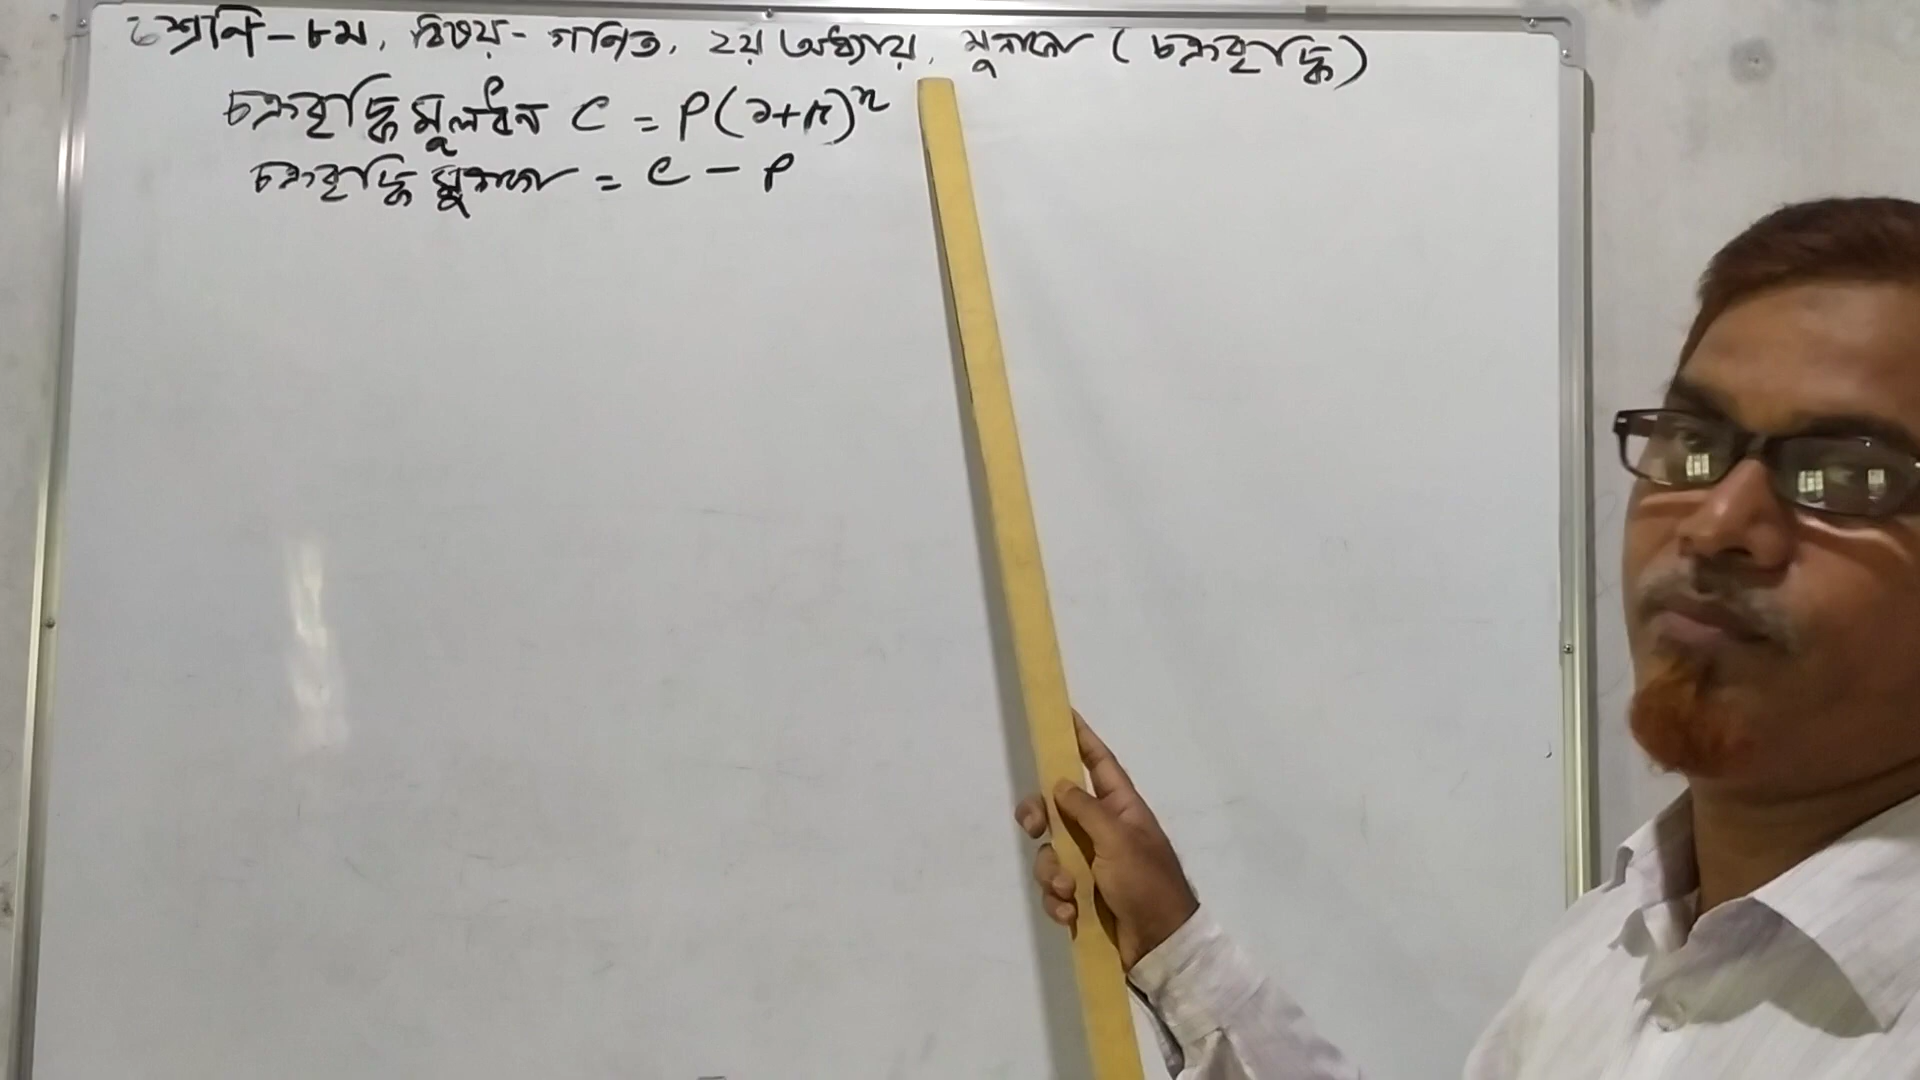 শ্রেণি-৮ম, বিষয়- গণিত, ২য় অধ্যায়, মুনাফা (চক্রবৃদ্ধি)
চক্রবৃদ্ধি মূলধন C = P(১+r)ⁿ
চক্রবৃদ্ধি মুনাফা = C - P